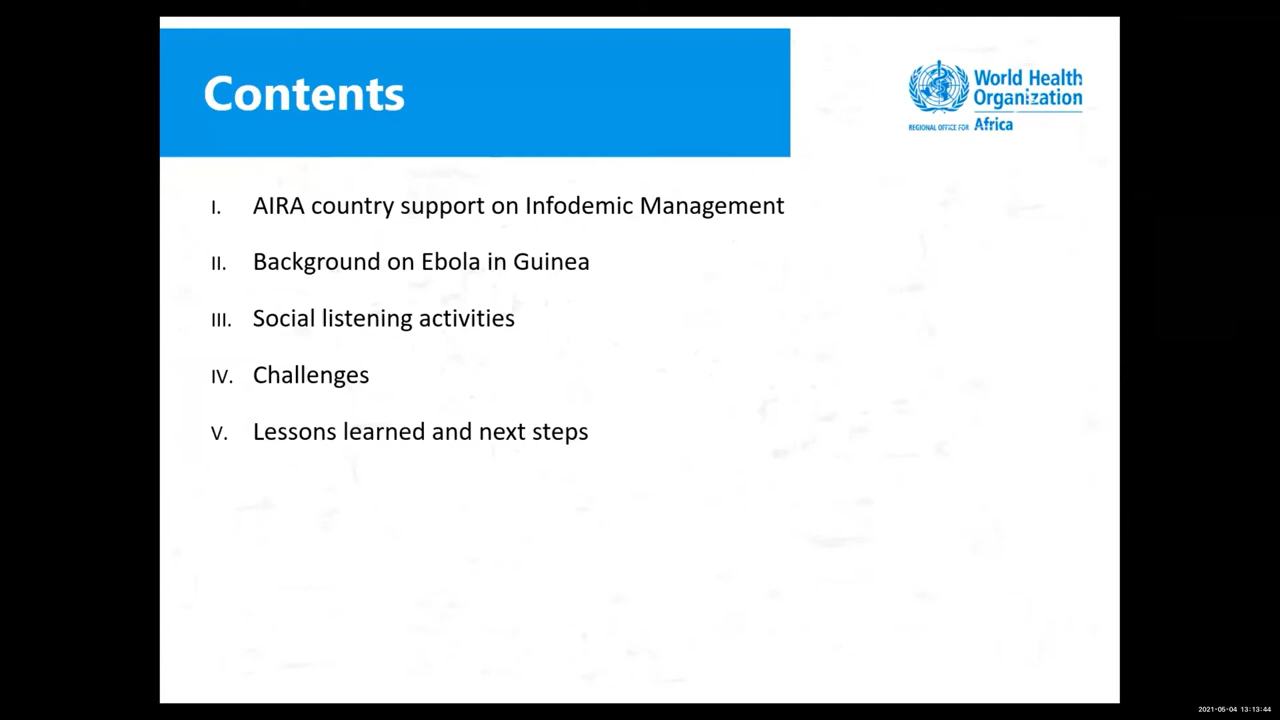 Contents
World Health
Organization
REGIONAL OFFICE FOR Africa
I. AIRA country support on Infodemic Management
II. Background on Ebola in Guinea
III. Social listening activities
IV. Challenges
V. Lessons learned and next steps
2021-05-04 13:13:44